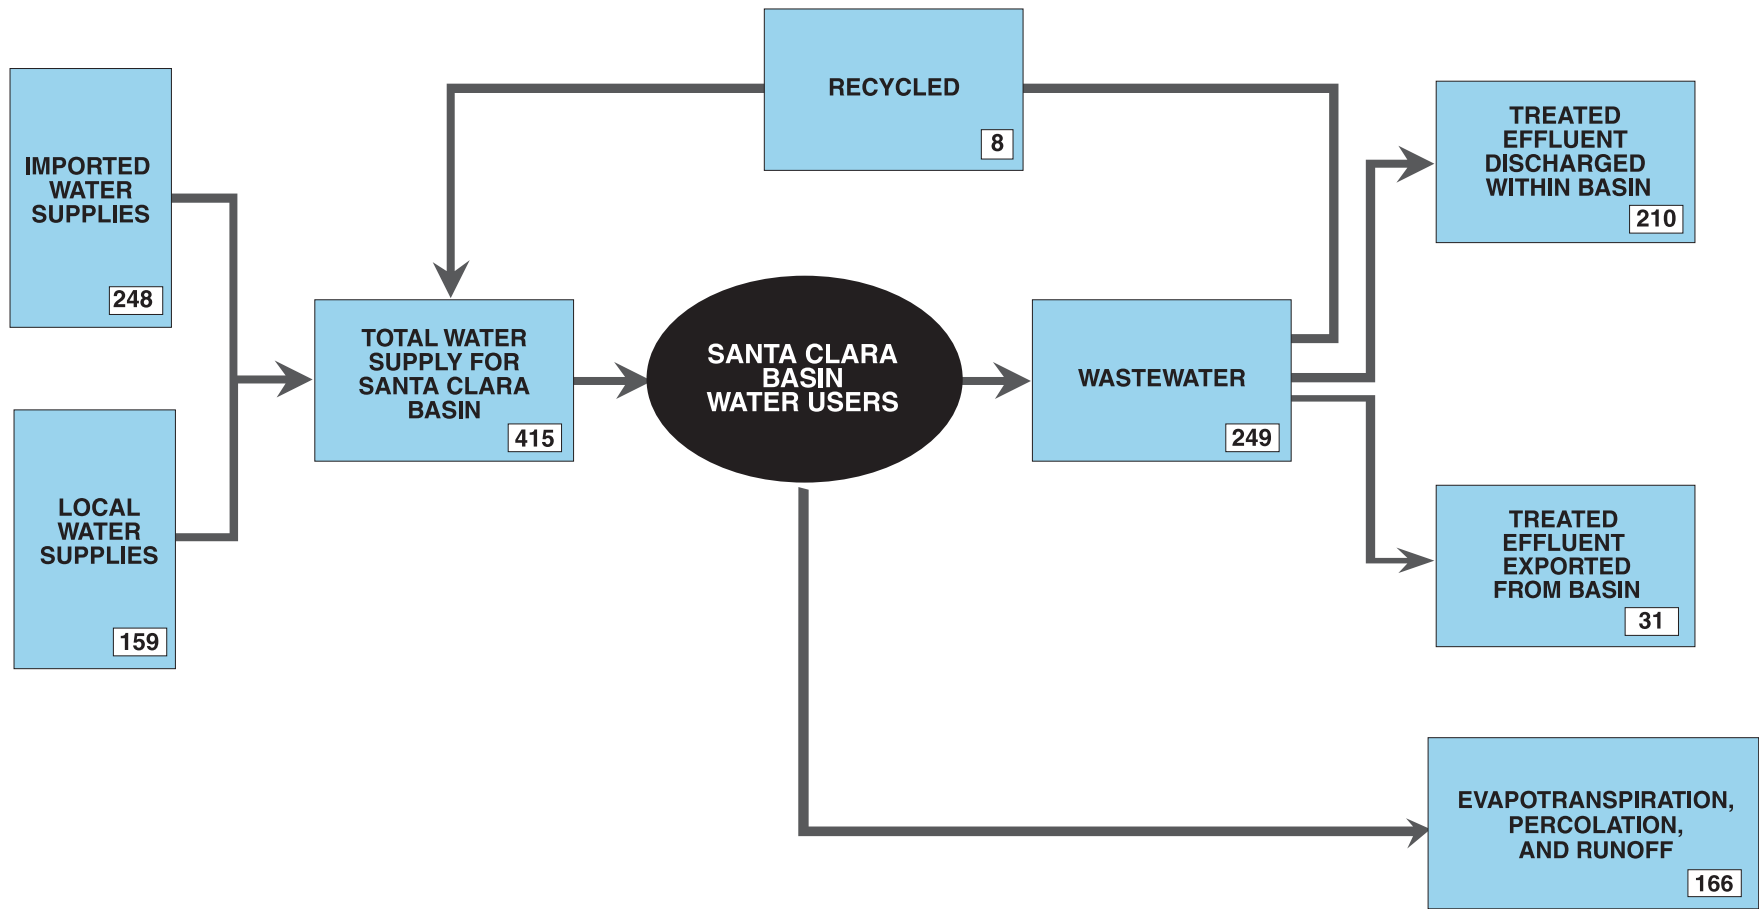 RECYCLED
8
IMPORTED
WATER
SUPPLIES
248
TREATED
EFFLUENT
DISCHARGED
WITHIN BASIN
210
TOTAL WATER
SUPPLY FOR
SANTA CLARA
BASIN
415
SANTA CLARA
BASIN
WATER USERS
WASTEWATER
249
LOCAL
WATER
SUPPLIES
159
TREATED
EFFLUENT
EXPORTED
FROM BASIN
31
EVAPOTRANSPIRATION,
PERCOLATION,
AND RUNOFF
166